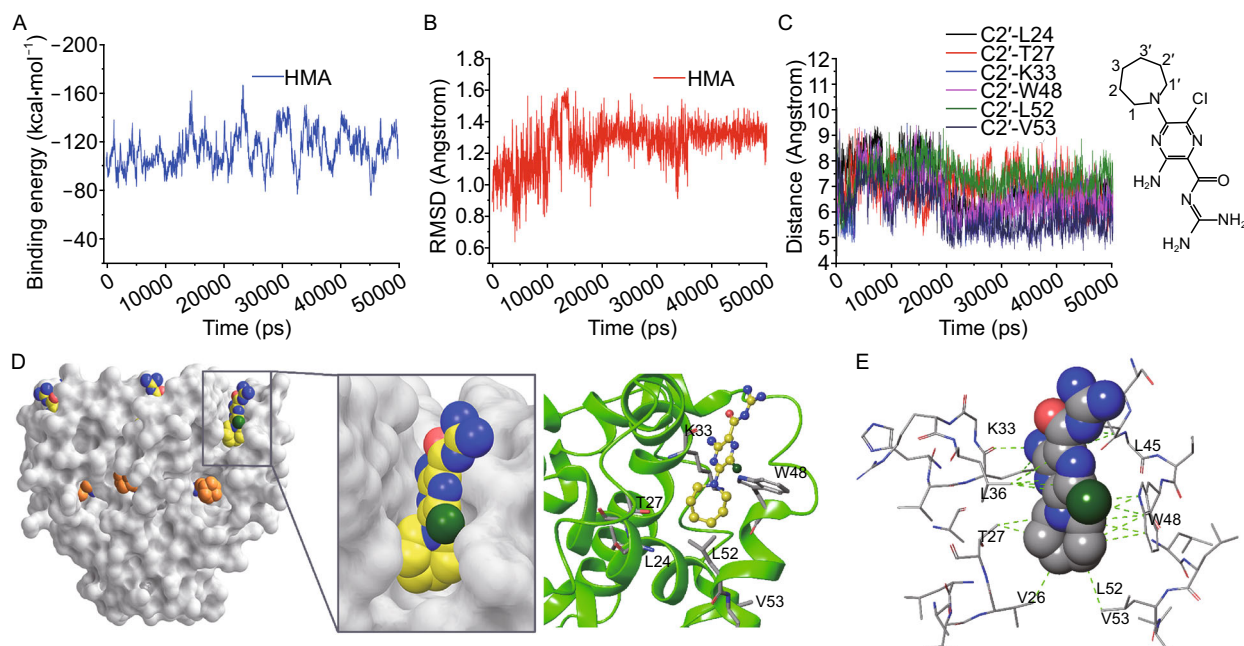 A
Binding energy (kcal•mol⁻¹)
−200
−160
−120
−80
−40
HMA
0
10000
20000
30000
40000
50000
Time (ps)
B
RMSD (Angstrom)
1.8
1.6
1.4
1.2
1.0
0.8
0.6
HMA
0
10000
20000
30000
40000
50000
Time (ps)
C
Distance (Angstrom)
12
11
10
9
8
7
6
5
4
C2′-L24
C2′-T27
C2′-K33
C2′-W48
C2′-L52
C2′-V53
0
10000
20000
30000
40000
50000
Time (ps)
3′
3
2′
2
1′
1
N
Cl
N
N
H₂N
O
N
NH₂
H₂N
D
K33
W48
T27
L24
L52
V53
E
K33
L45
L36
W48
T27
V26
L52
V53